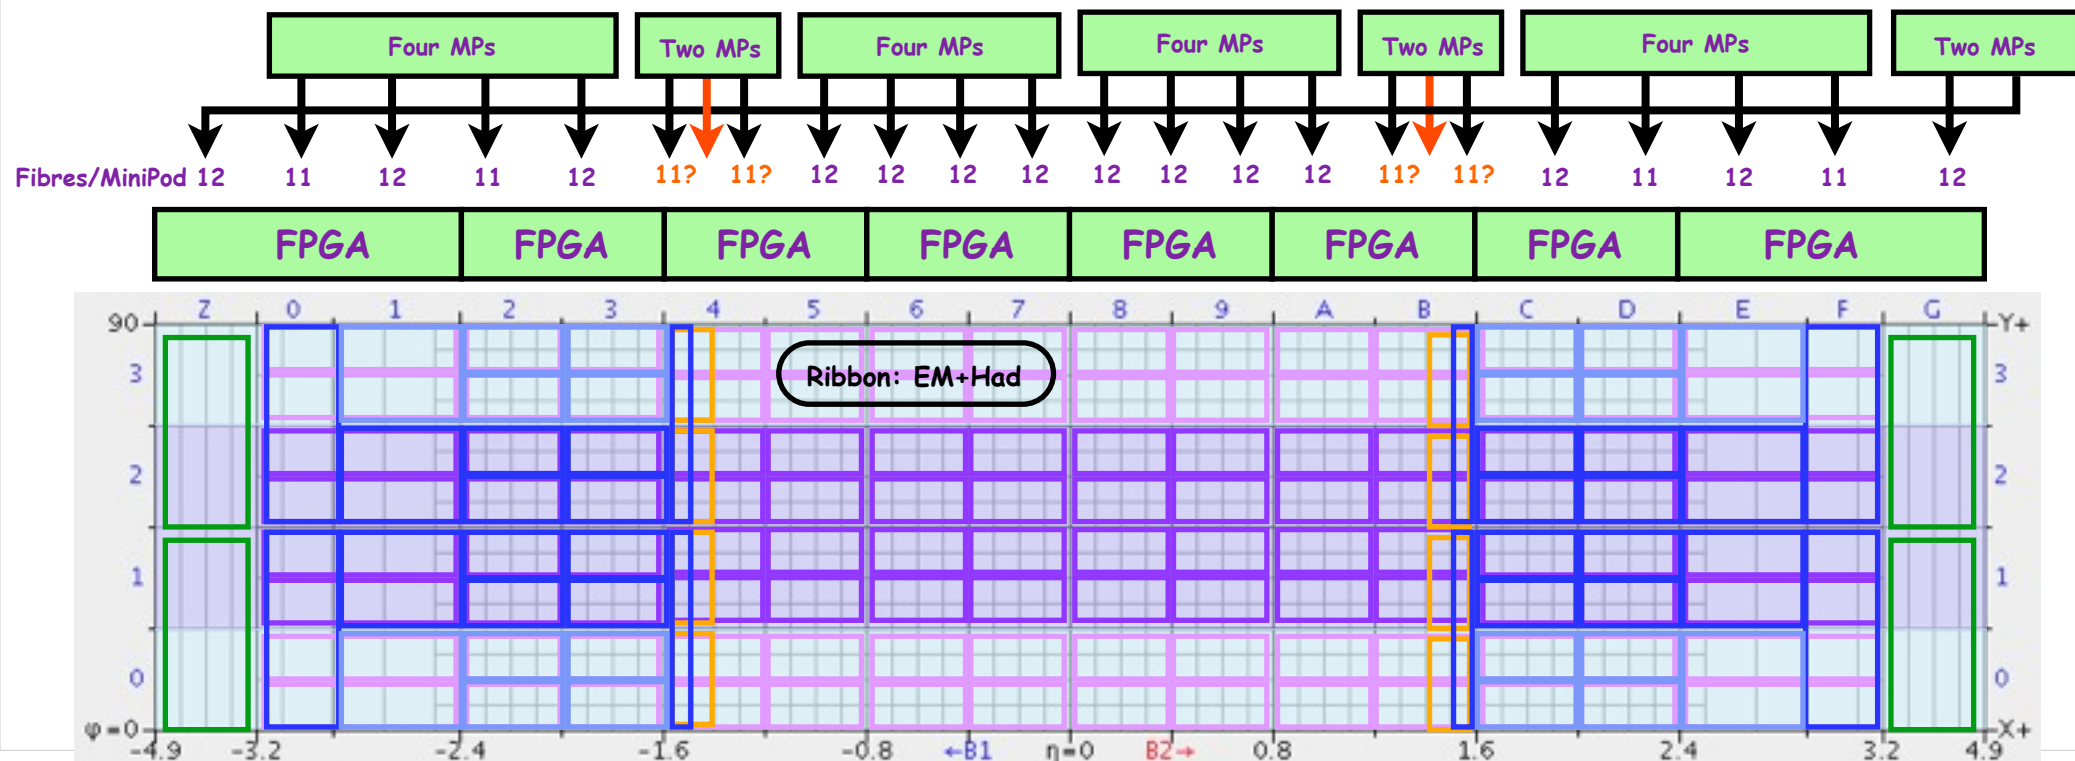 Four MPs Two MPs Four MPs Four MPs Two MPs Four MPs Two MPs
Fibres/MiniPod 12 11 12 11 12 11? 11? 12 12 12 12 12 12 12 12 11? 11? 12 11 12 11 12
FPGA FPGA FPGA FPGA FPGA FPGA FPGA FPGA
Z 0 1 2 3 4 5 6 7 8 9 A B C D E F G
90 Y+
3 Ribbon: EM+Had 3
2 2
1 1
0 0
φ=0 X+
-4.9 -3.2 -2.4 -1.6 -0.8 ←B1 η=0 B2→ 0.8 1.6 2.4 3.2 4.9